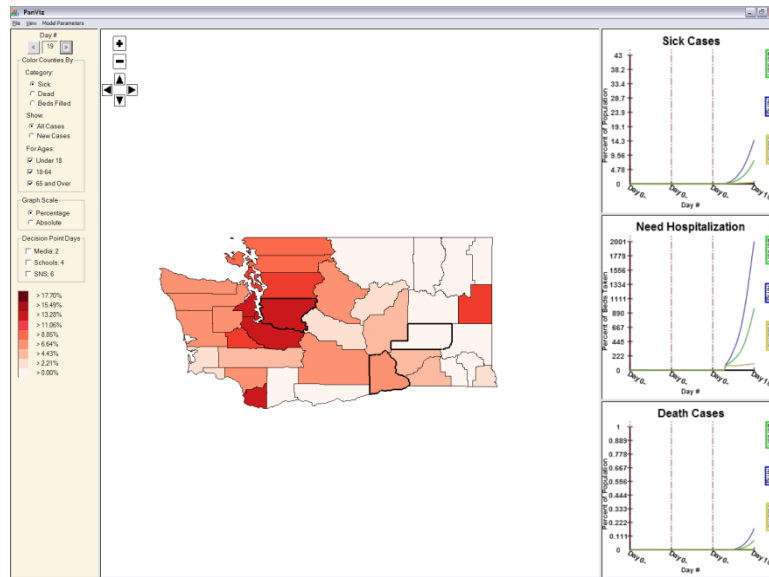 PanViz
File View Model Parameters
Day #
< 19 >
Color Counties By
Category:
Sick
Dead
Beds Filled
Show:
All Cases
New Cases
For Ages:
Under 18
18-64
65 and Over
Graph Scale
Percentage
Absolute
Decision Point Days
Media: 2
Schools: 4
SNS: 6
> 17.70%
> 15.49%
> 13.28%
> 11.06%
> 8.85%
> 6.64%
> 4.43%
> 2.21%
> 0.00%
Sick Cases
Percent of Population
43
38.2
33.4
28.7
23.9
19.1
14.3
9.56
4.78
0
Day 0, Day 0, Day 0, Day 1
Day #
Need Hospitalization
Percent of Beds Taken
2001
1779
1556
1334
1111
890
667
445
222
0
Day 0, Day 0, Day 0, Day 1
Day #
Death Cases
Percent of Population
1
0.889
0.778
0.667
0.556
0.444
0.333
0.222
0.111
0
Day 0, Day 0, Day 0, Day 1
Day #